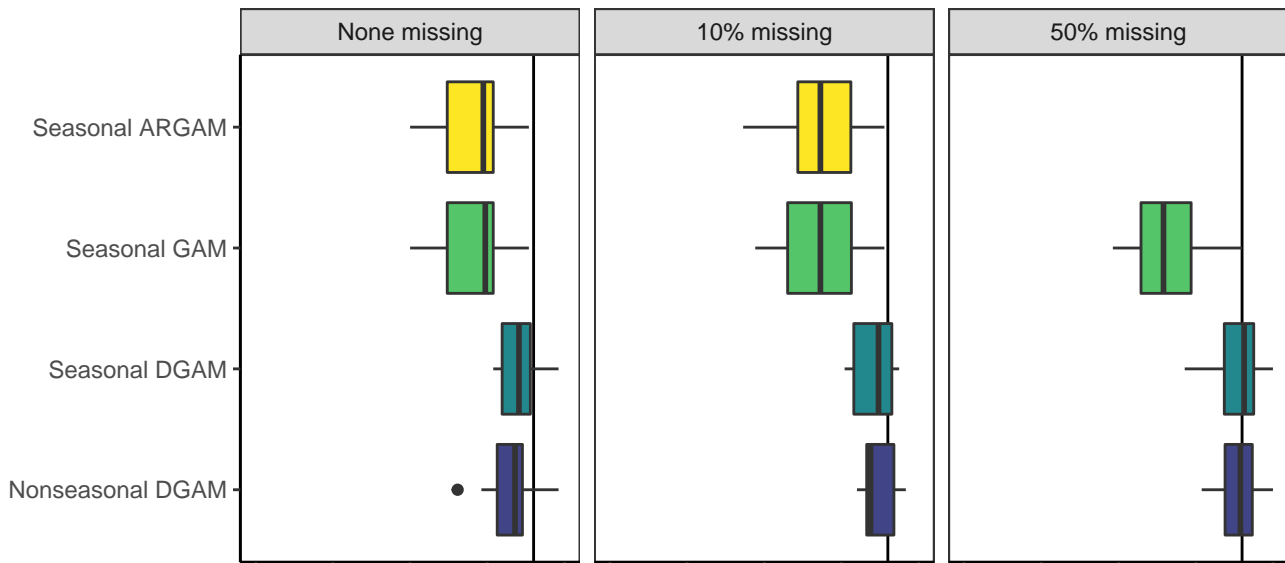 None missing
10% missing
50% missing
Seasonal ARGAM
Seasonal GAM
Seasonal DGAM
Nonseasonal DGAM